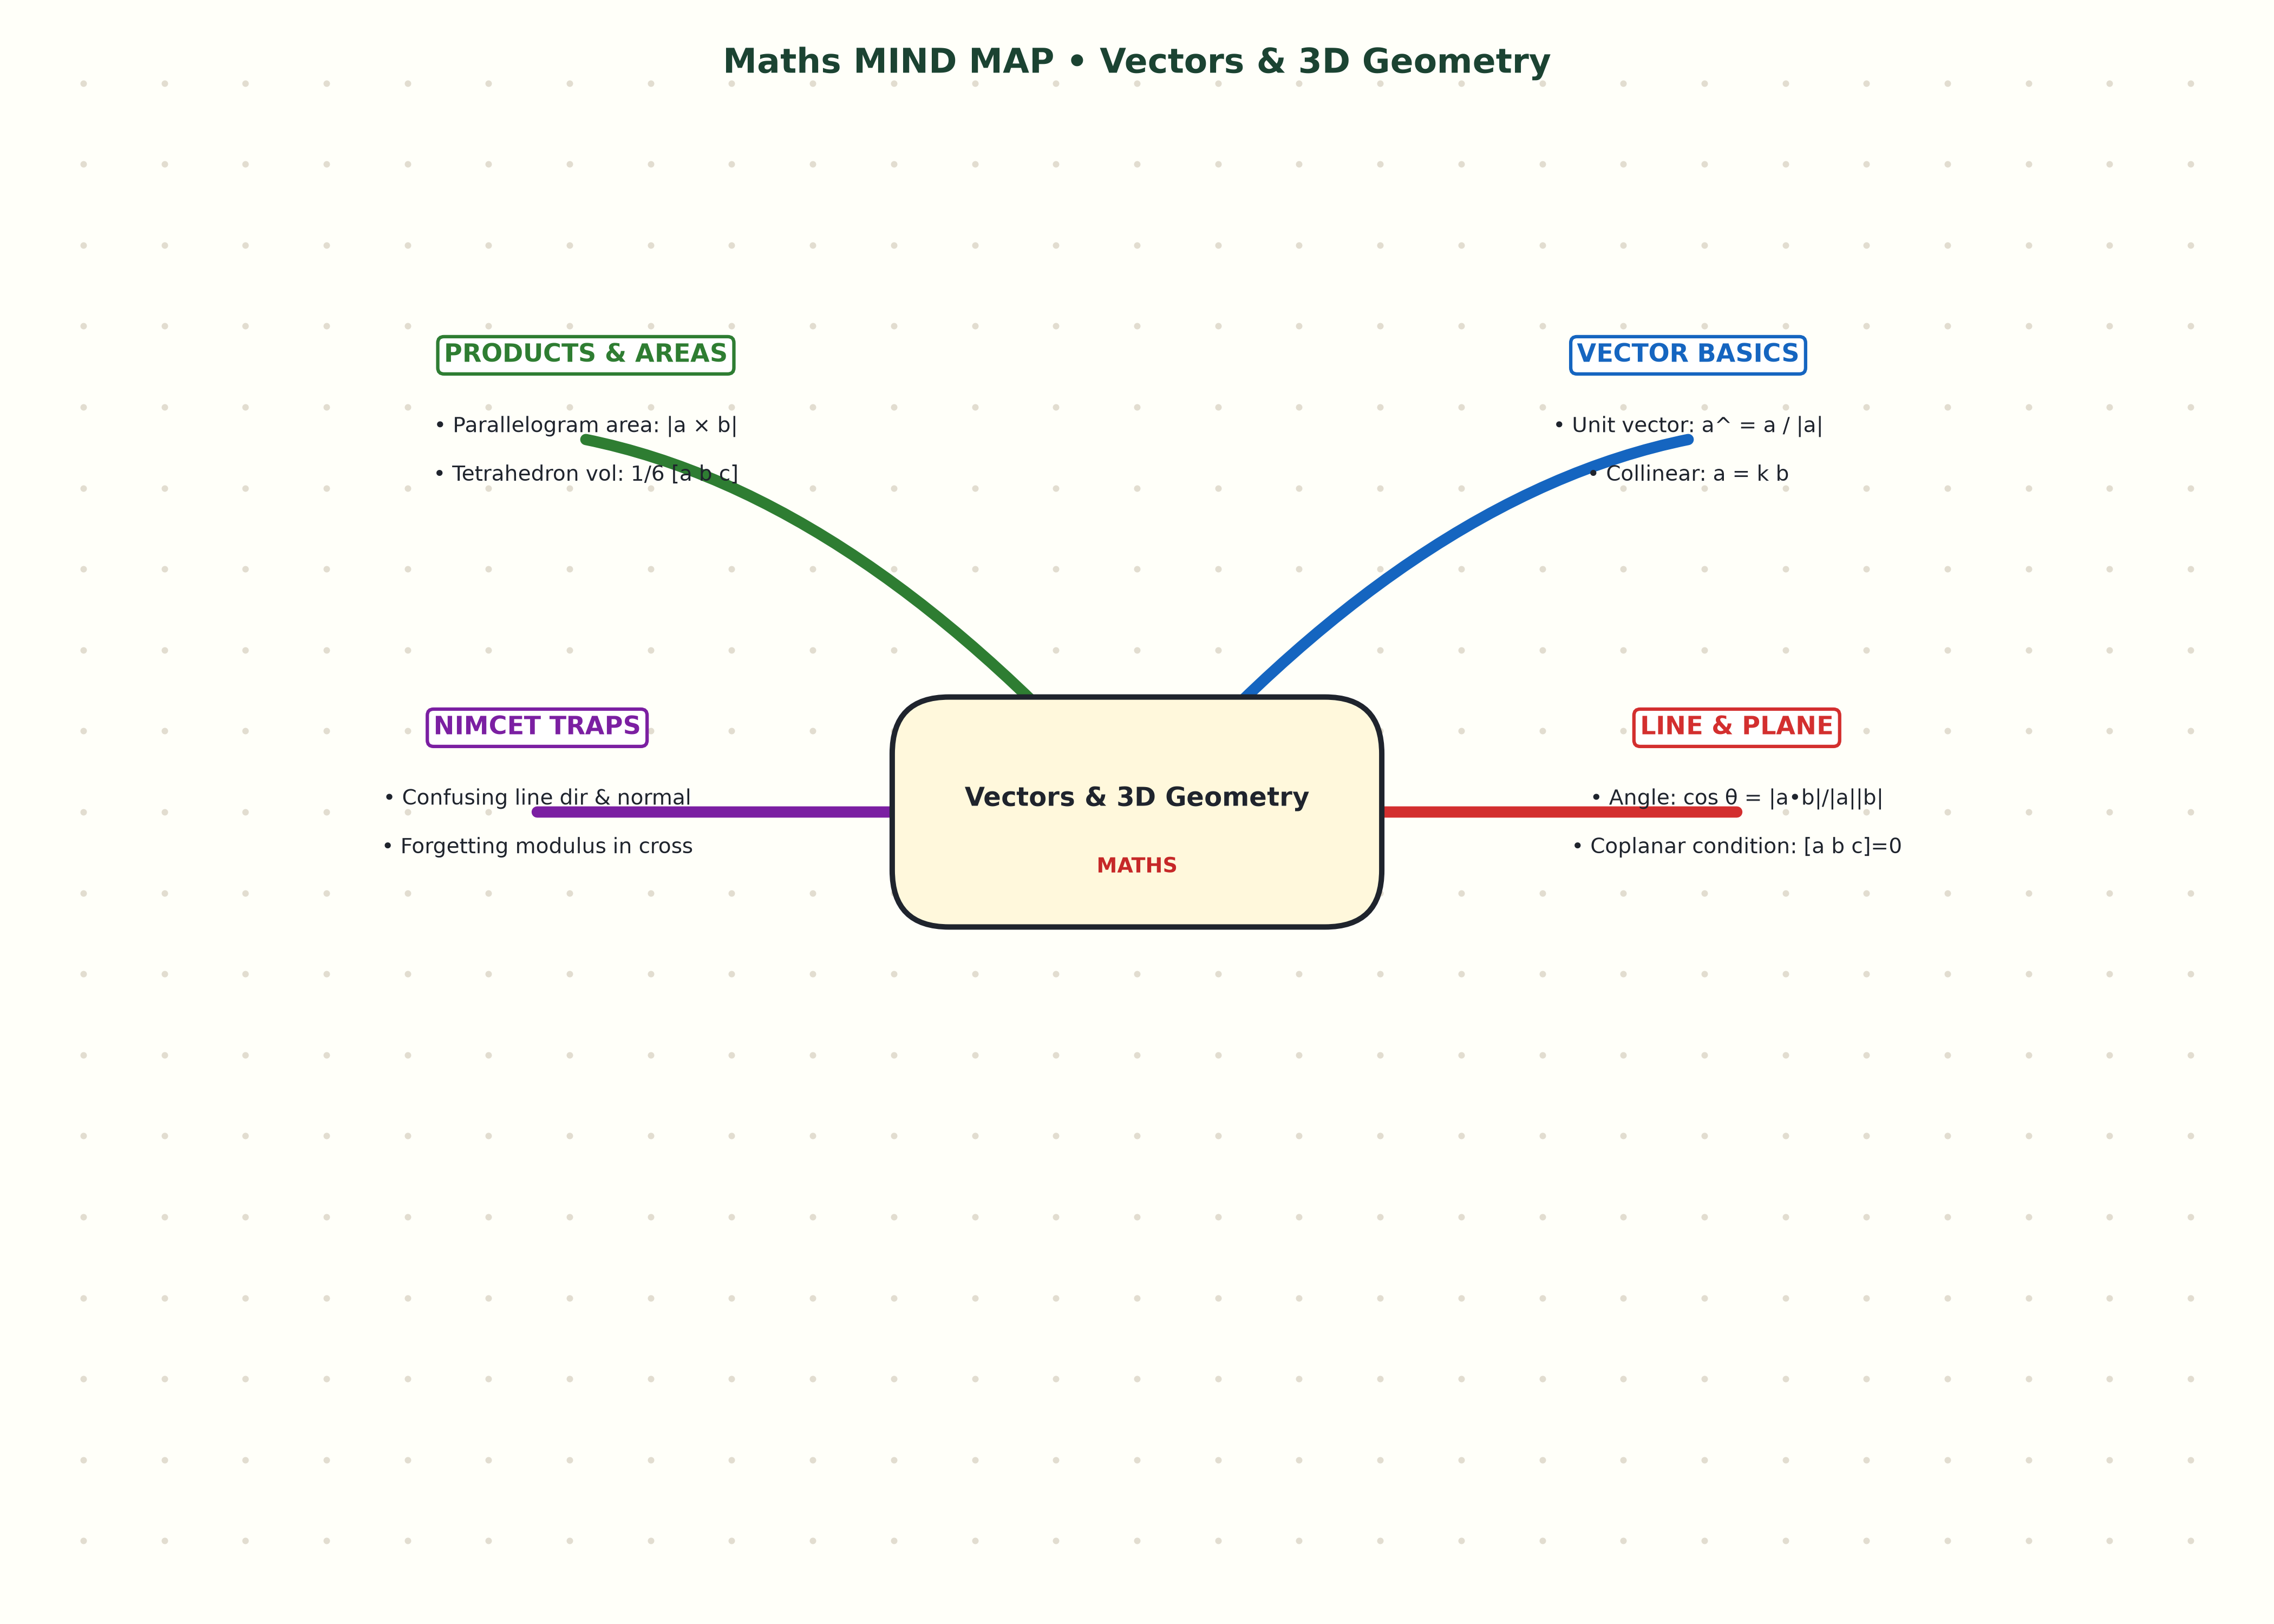 Maths MIND MAP • Vectors & 3D Geometry
PRODUCTS & AREAS
• Parallelogram area: |a × b|
• Tetrahedron vol: 1/6 [a b c]
VECTOR BASICS
• Unit vector: a^ = a / |a|
• Collinear: a = k b
NIMCET TRAPS
• Confusing line dir & normal
• Forgetting modulus in cross
Vectors & 3D Geometry
MATHS
LINE & PLANE
• Angle: cos θ = |a•b|/|a||b|
• Coplanar condition: [a b c]=0